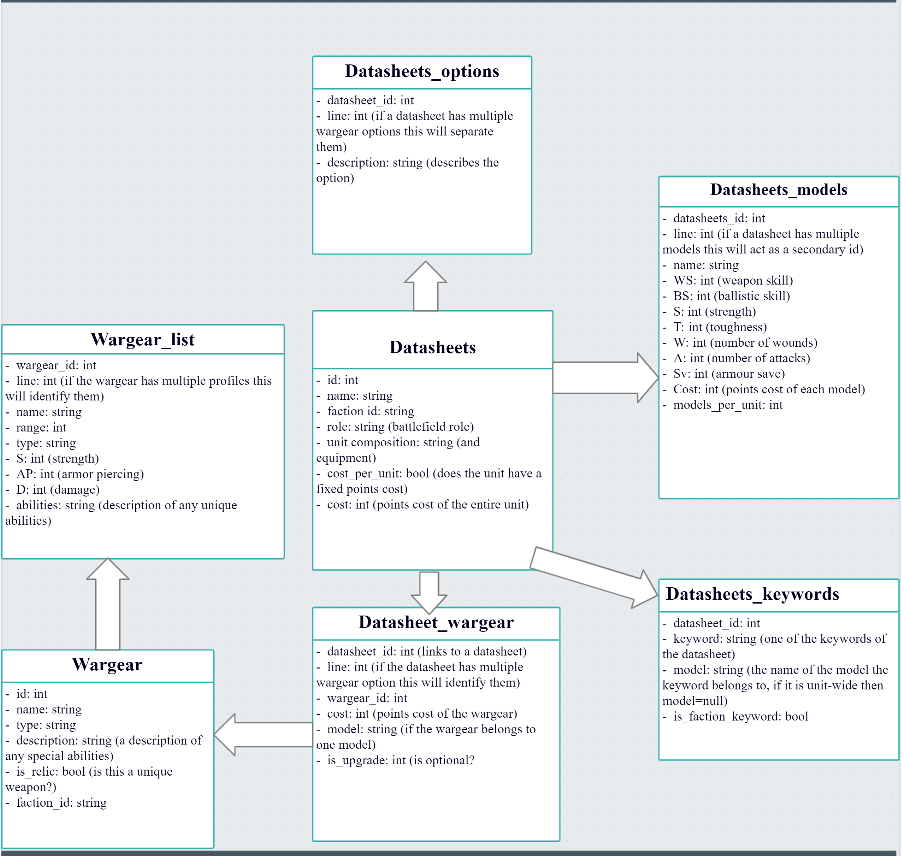 Datasheets_options
- datasheet_id: int
- line: int (if a datasheet has multiple
wargear options this will separate
them)
- description: string (describes the
option)
Datasheets_models
- datasheets_id: int
- line: int (if a datasheet has multiple
models this will act as a secondary id)
- name: string
- WS: int (weapon skill)
- BS: int (ballistic skill)
- S: int (strength)
- T: int (toughness)
- W: int (number of wounds)
- A: int (number of attacks)
- Sv: int (armour save)
- Cost: int (points cost of each model)
- models_per_unit: int
Wargear_list
- wargear_id: int
- line: int (if the wargear has multiple profiles this
will identify them)
- name: string
- range: int
- type: string
- S: int (strength)
- AP: int (armor piercing)
- D: int (damage)
- abilities: string (description of any unique
abilities)
Datasheets
- id: int
- name: string
- faction id: string
- role: string (battlefield role)
- unit composition: string (and
equipment)
- cost_per_unit: bool (does the unit have a
fixed points cost)
- cost: int (points cost of the entire unit)
Datasheets_keywords
- datasheet_id: int
- keyword: string (one of the keywords of
the datasheet)
- model: string (the name of the model the
keyword belongs to, if it is unit-wide then
model=null)
- is_faction_keyword: bool
Datasheet_wargear
- datasheet_id: int (links to a datasheet)
- line: int (if the datasheet has multiple
wargear option this will identify them)
- wargear_id: int
- cost: int (points cost of the wargear)
- model: string (if the wargear belongs to
one model)
- is_upgrade: int (is optional?
Wargear
- id: int
- name: string
- type: string
- description: string (a description of
any special abilities)
- is_relic: bool (is this a unique
weapon?)
- faction_id: string